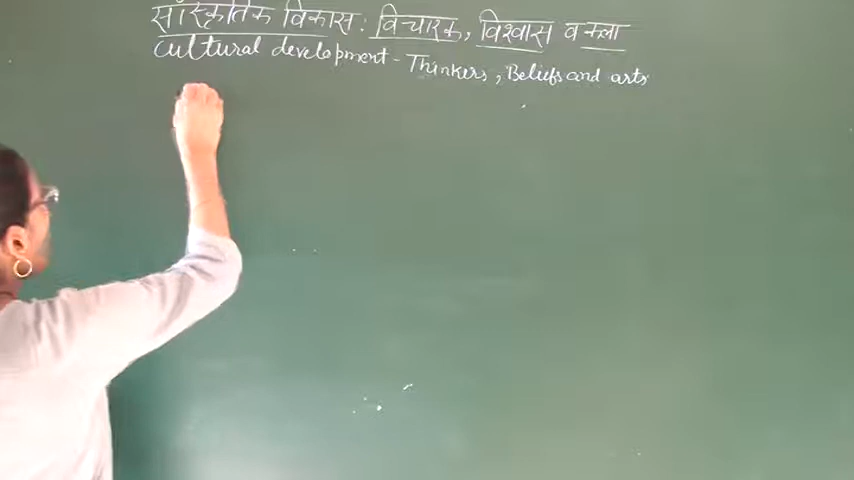 सांस्कृतिक विकास: विचारक, विश्वास व कला
Cultural development - Thinkers, Beliefs and arts